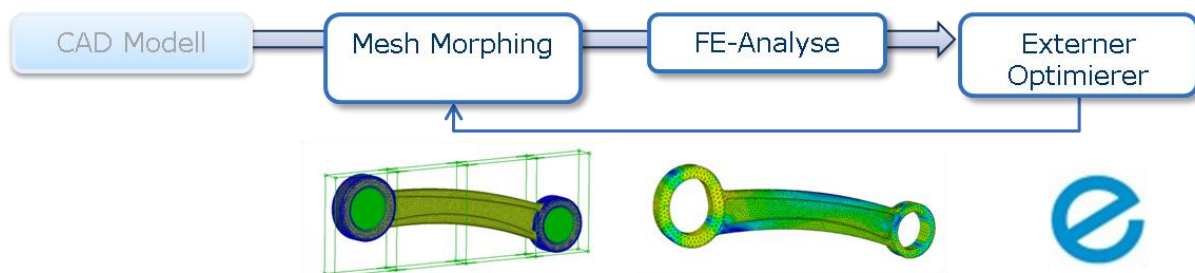 CAD Modell
Mesh Morphing
FE-Analyse
Externer
Optimierer